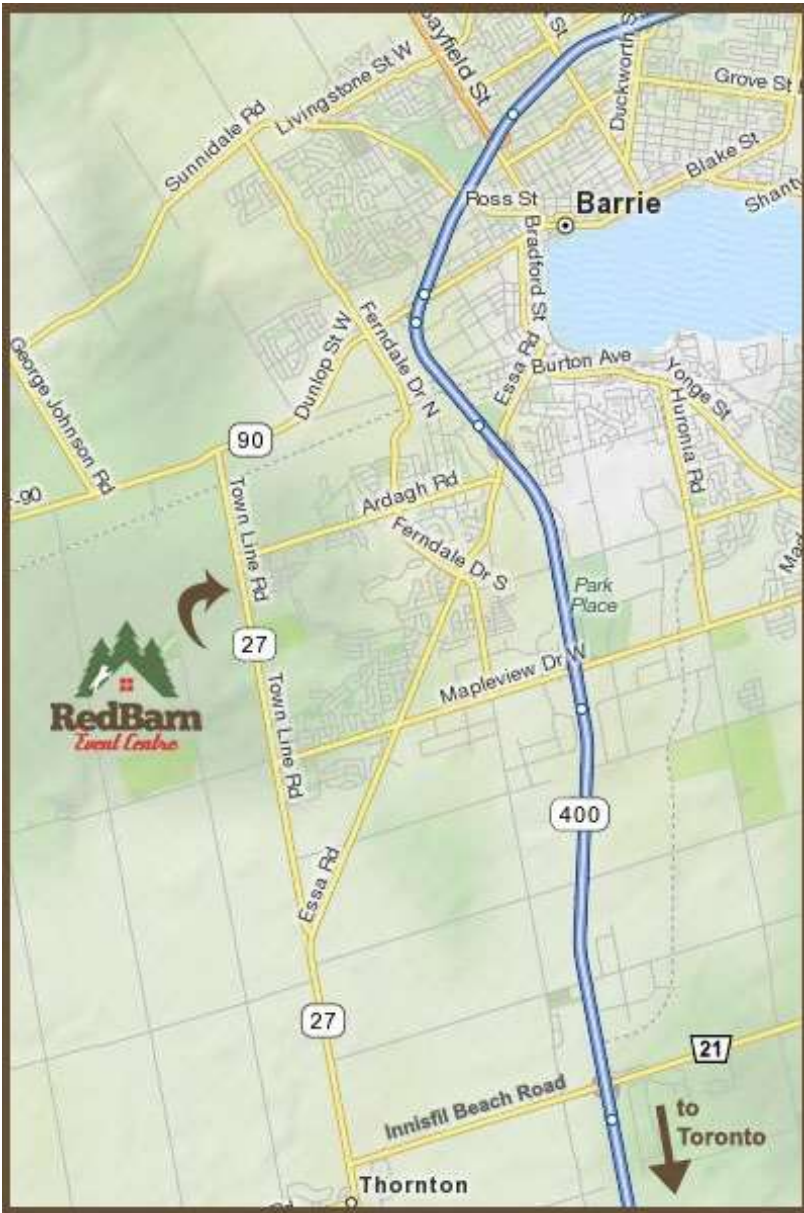 Bayfield St
St
Duckworth St
Grove St
Livingstone St W
Sunnidale Rd
Blake St
Shanty
Ross St
Barrie
Bradford St
George Johnson Rd
Dunlop St W
Ferndale Dr N
Essa Rd
Burton Ave
Yonge St
Huronia Rd
90
-90
Ardagh Rd
Town Line Rd
Ferndale Dr S
Park
Place
27
RedBarn
Event Centre
Town Line Rd
Mapleview Dr W
400
Essa Rd
27
21
Innisfil Beach Road
to
Toronto
Thornton